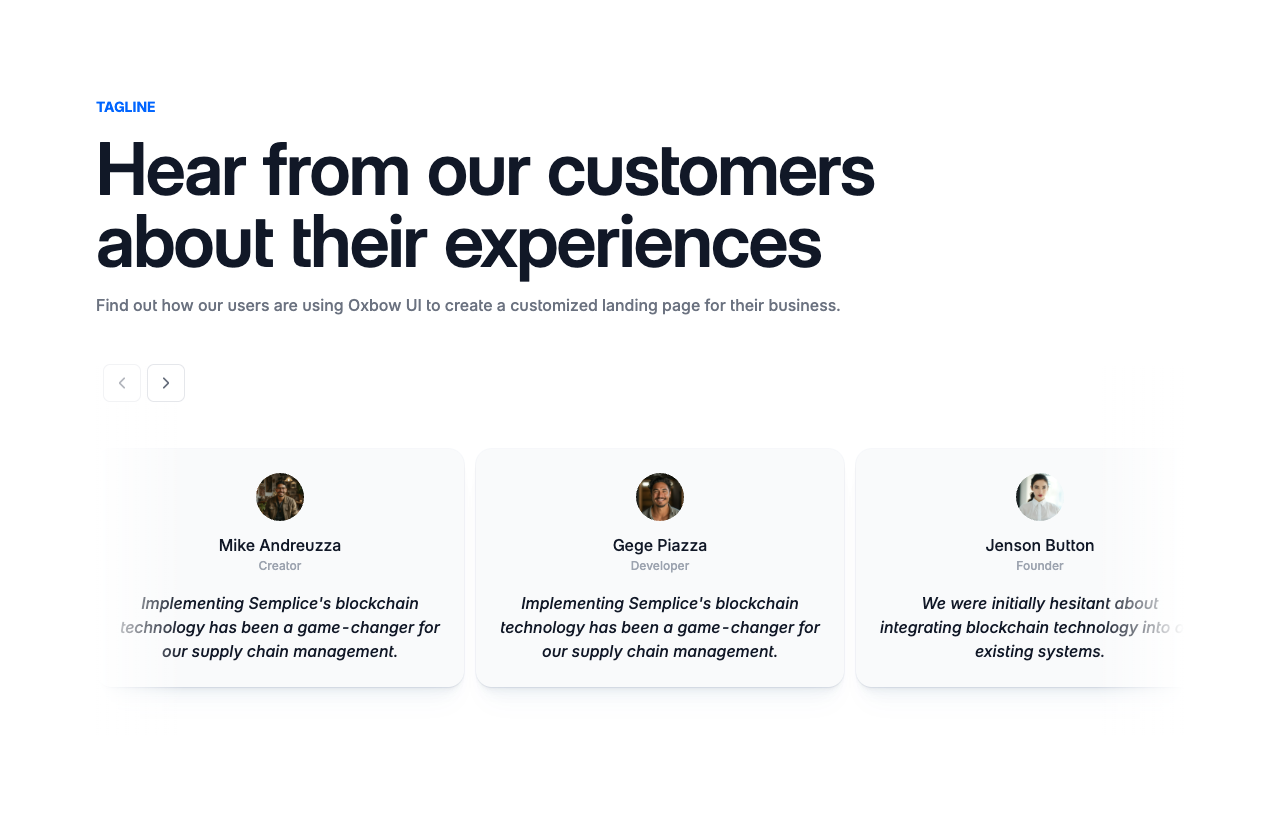 TAGLINE
Hear from our customers
about their experiences
Find out how our users are using Oxbow UI to create a customized landing page for their business.
Mike Andreuzza
Creator
Implementing Semplice's blockchain
technology has been a game-changer for
our supply chain management.
Gege Piazza
Developer
Implementing Semplice's blockchain
technology has been a game-changer for
our supply chain management.
Jenson Button
Founder
We were initially hesitant about
integrating blockchain technology into
existing systems.